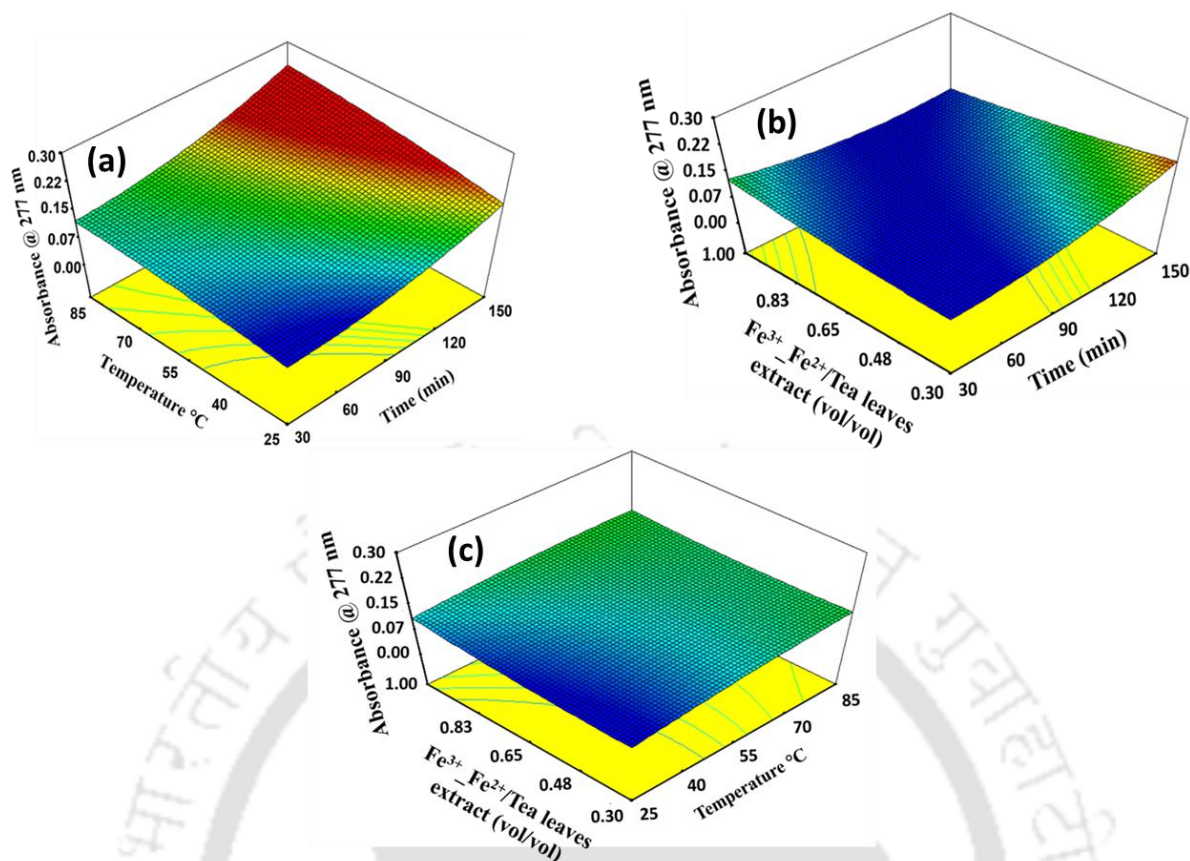 (a)
Absorbance @ 277 nm
0.30
0.22
0.15
0.07
0.00
85
70
55
40
25
Temperature °C
30
60
90
120
150
Time (min)
(b)
Absorbance @ 277 nm
0.30
0.22
0.15
0.07
0.00
1.00
0.83
0.65
0.48
0.30
Fe³⁺_Fe²⁺/Tea leaves
extract (vol/vol)
30
60
90
120
150
Time (min)
(c)
Absorbance @ 277 nm
0.30
0.22
0.15
0.07
0.00
1.00
0.83
0.65
0.48
0.30
Fe³⁺_Fe²⁺/Tea leaves
extract (vol/vol)
25
40
55
70
85
Temperature °C
भारतीय
गुवाहाटी